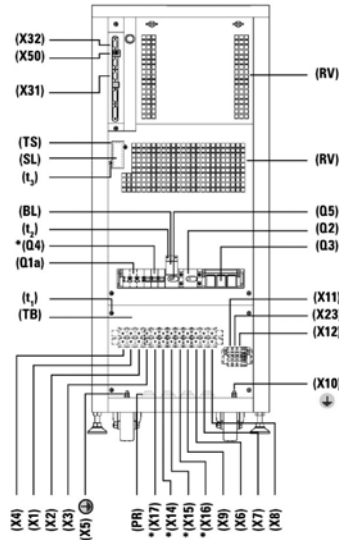 (X32)
(X50)
(X31)
(RV)
(TS)
(SL)
(t3)
(RV)
(BL)
(t2)
*(Q4)
(Q1a)
(Q5)
(Q2)
(Q3)
(t1)
(TB)
(X11)
(X23)
(X12)
(X10)
(X4)
(X1)
(X2)
(X3)
(X5)
(PR)
*(X17)
*(X14)
*(X15)
*(X16)
(X9)
(X6)
(X7)
(X8)